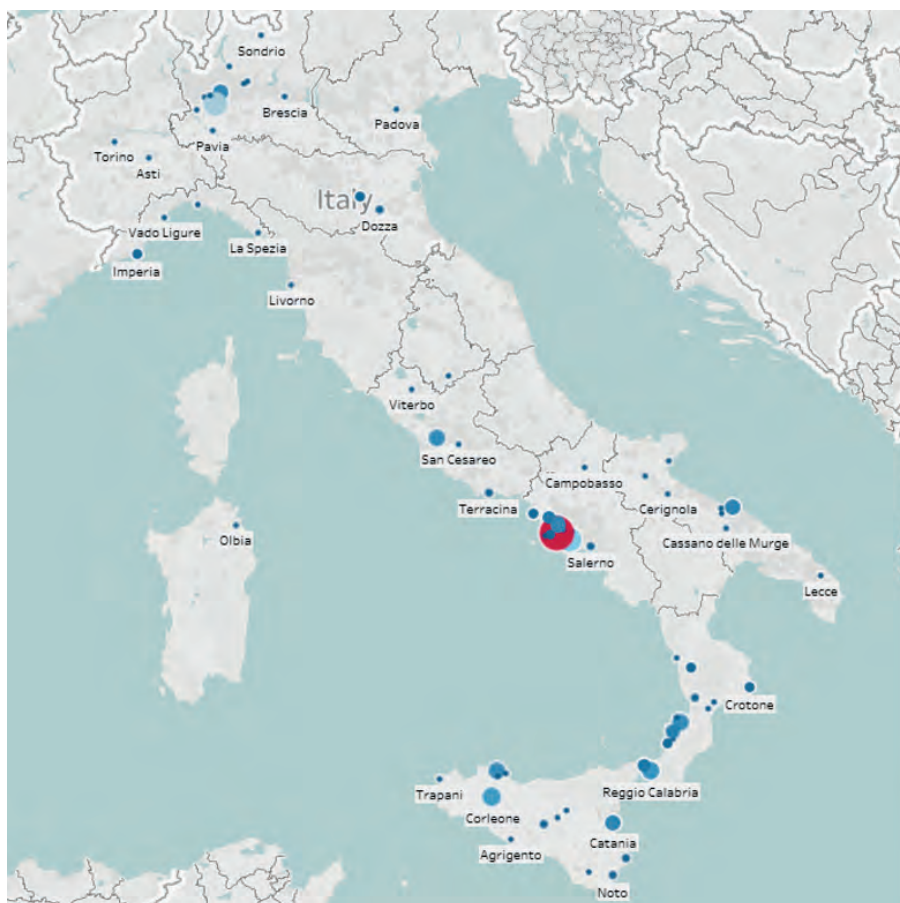 Sondrio
Brescia
Padova
Pavia
Torino
Asti
Italy
Dozza
Vado Ligure
La Spezia
Imperia
Livorno
Viterbo
San Cesareo
Campobasso
Terracina
Cerignola
Olbia
Cassano delle Murge
Salerno
Lecce
Crotone
Trapani
Reggio Calabria
Corleone
Catania
Agrigento
Noto